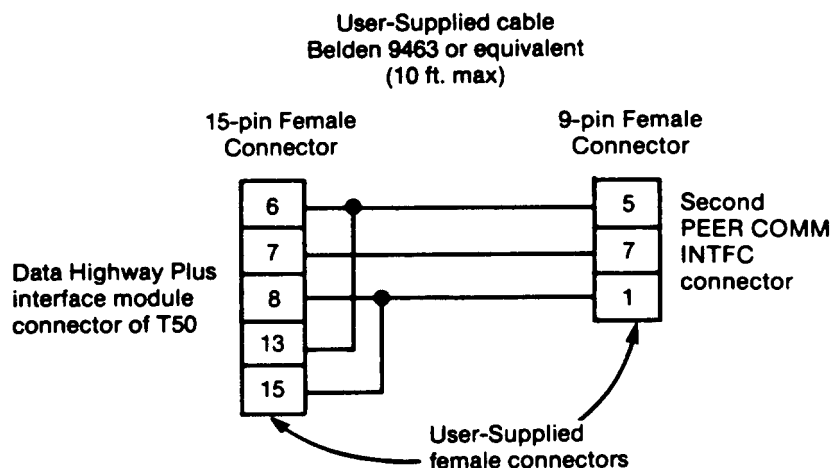 User-Supplied cable
Belden 9463 or equivalent
(10 ft. max)
15-pin Female
Connector
9-pin Female
Connector
6
7
8
13
15
5
7
1
Data Highway Plus
interface module
connector of T50
Second
PEER COMM
INTFC
connector
User-Supplied
female connectors